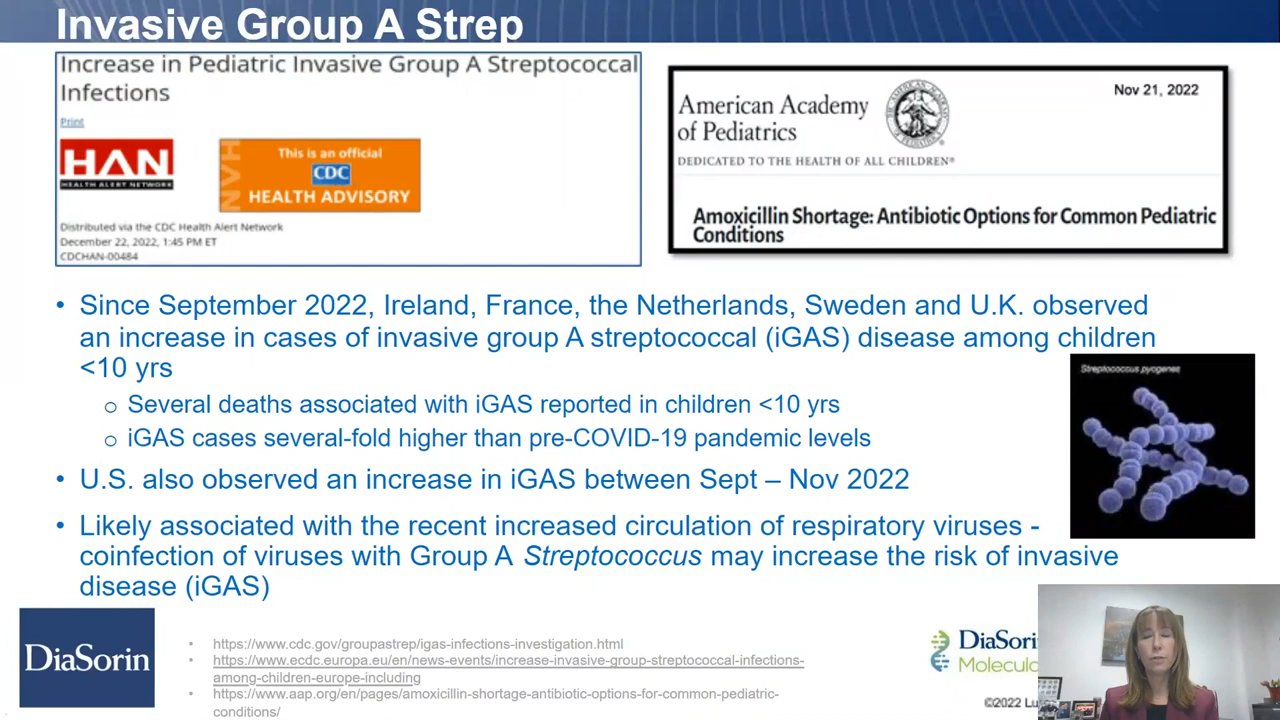 Invasive Group A Strep
Increase in Pediatric Invasive Group A Streptococcal
Infections
Print
HAN
HEALTH ALERT NETWORK
HAN
This is an official
CDC
HEALTH ADVISORY
Distributed via the CDC Health Alert Network
December 22, 2022, 1:45 PM ET
CDCHAN-00484
Nov 21, 2022
American Academy
of Pediatrics
DEDICATED TO THE HEALTH OF ALL CHILDREN®
Amoxicillin Shortage: Antibiotic Options for Common Pediatric
Conditions
• Since September 2022, Ireland, France, the Netherlands, Sweden and U.K. observed
an increase in cases of invasive group A streptococcal (iGAS) disease among children
<10 yrs
o Several deaths associated with iGAS reported in children <10 yrs
o iGAS cases several-fold higher than pre-COVID-19 pandemic levels
• U.S. also observed an increase in iGAS between Sept – Nov 2022
• Likely associated with the recent increased circulation of respiratory viruses -
coinfection of viruses with Group A Streptococcus may increase the risk of invasive
disease (iGAS)
Streptococcus pyogenes
DiaSorin
• https://www.cdc.gov/groupastrep/igas-infections-investigation.html
• https://www.ecdc.europa.eu/en/news-events/increase-invasive-group-streptococcal-infections-
among-children-europe-including
• https://www.aap.org/en/pages/amoxicillin-shortage-antibiotic-options-for-common-pediatric-
conditions/
DiaSorin
Molecul
©2022 Lu